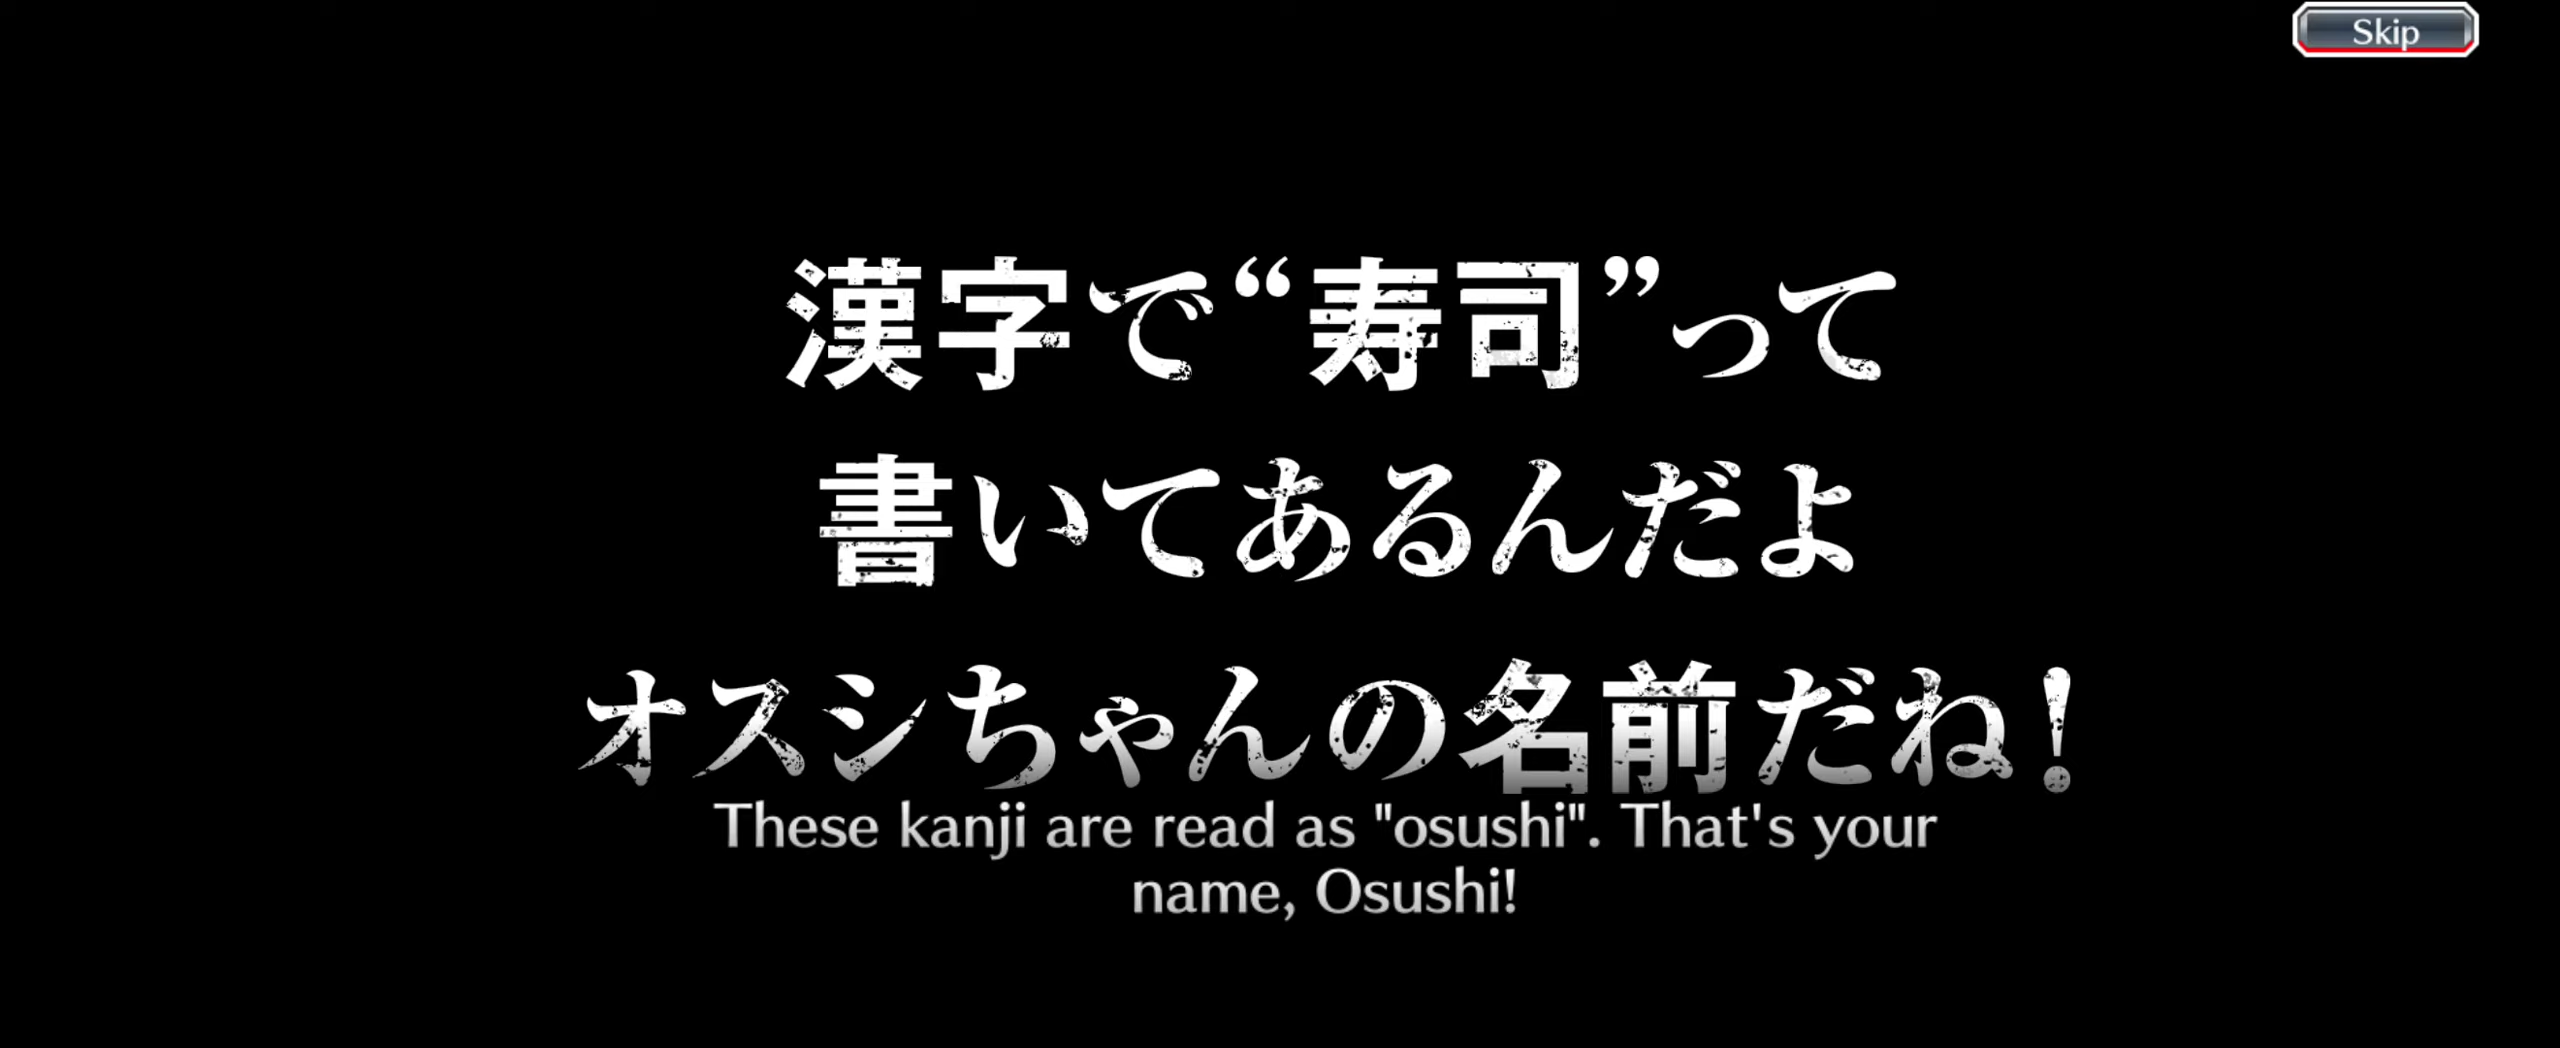 Skip
漢字で“寿司”って
書いてあるんだよ
オスシちゃんの名前だね!
These kanji are read as "osushi". That's your
name, Osushi!